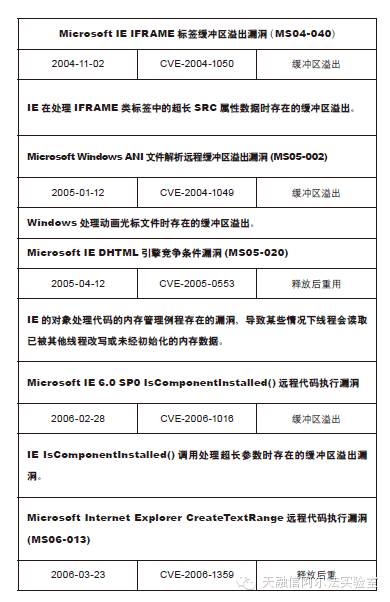 Microsoft IE IFRAME 标签缓冲区溢出漏洞 (MS04-040)
2004-11-02 CVE-2004-1050 缓冲区溢出
IE 在处理 IFRAME 类标签中的超长 SRC 属性数据时存在的缓冲区溢出。
Microsoft Windows ANI 文件解析远程缓冲区溢出漏洞 (MS05-002)
2005-01-12 CVE-2004-1049 缓冲区溢出
Windows 处理动画光标文件时存在的缓冲区溢出。
Microsoft IE DHTML 引擎竞争条件漏洞 (MS05-020)
2005-04-12 CVE-2005-0553 释放后重用
IE 的对象处理代码的内存管理例程存在的漏洞，导致某些情况下线程会读取
已被其他线程改写或未经初始化的内存数据。
Microsoft IE 6.0 SP0 IsComponentInstalled() 远程代码执行漏洞
2006-02-28 CVE-2006-1016 缓冲区溢出
IE IsComponentInstalled() 调用处理超长参数时存在的缓冲区溢出漏
洞。
Microsoft Internet Explorer CreateTextRange 远程代码执行漏洞
(MS06-013)
2006-03-23 CVE-2006-1359 释放后重
天融信阿尔法实验室